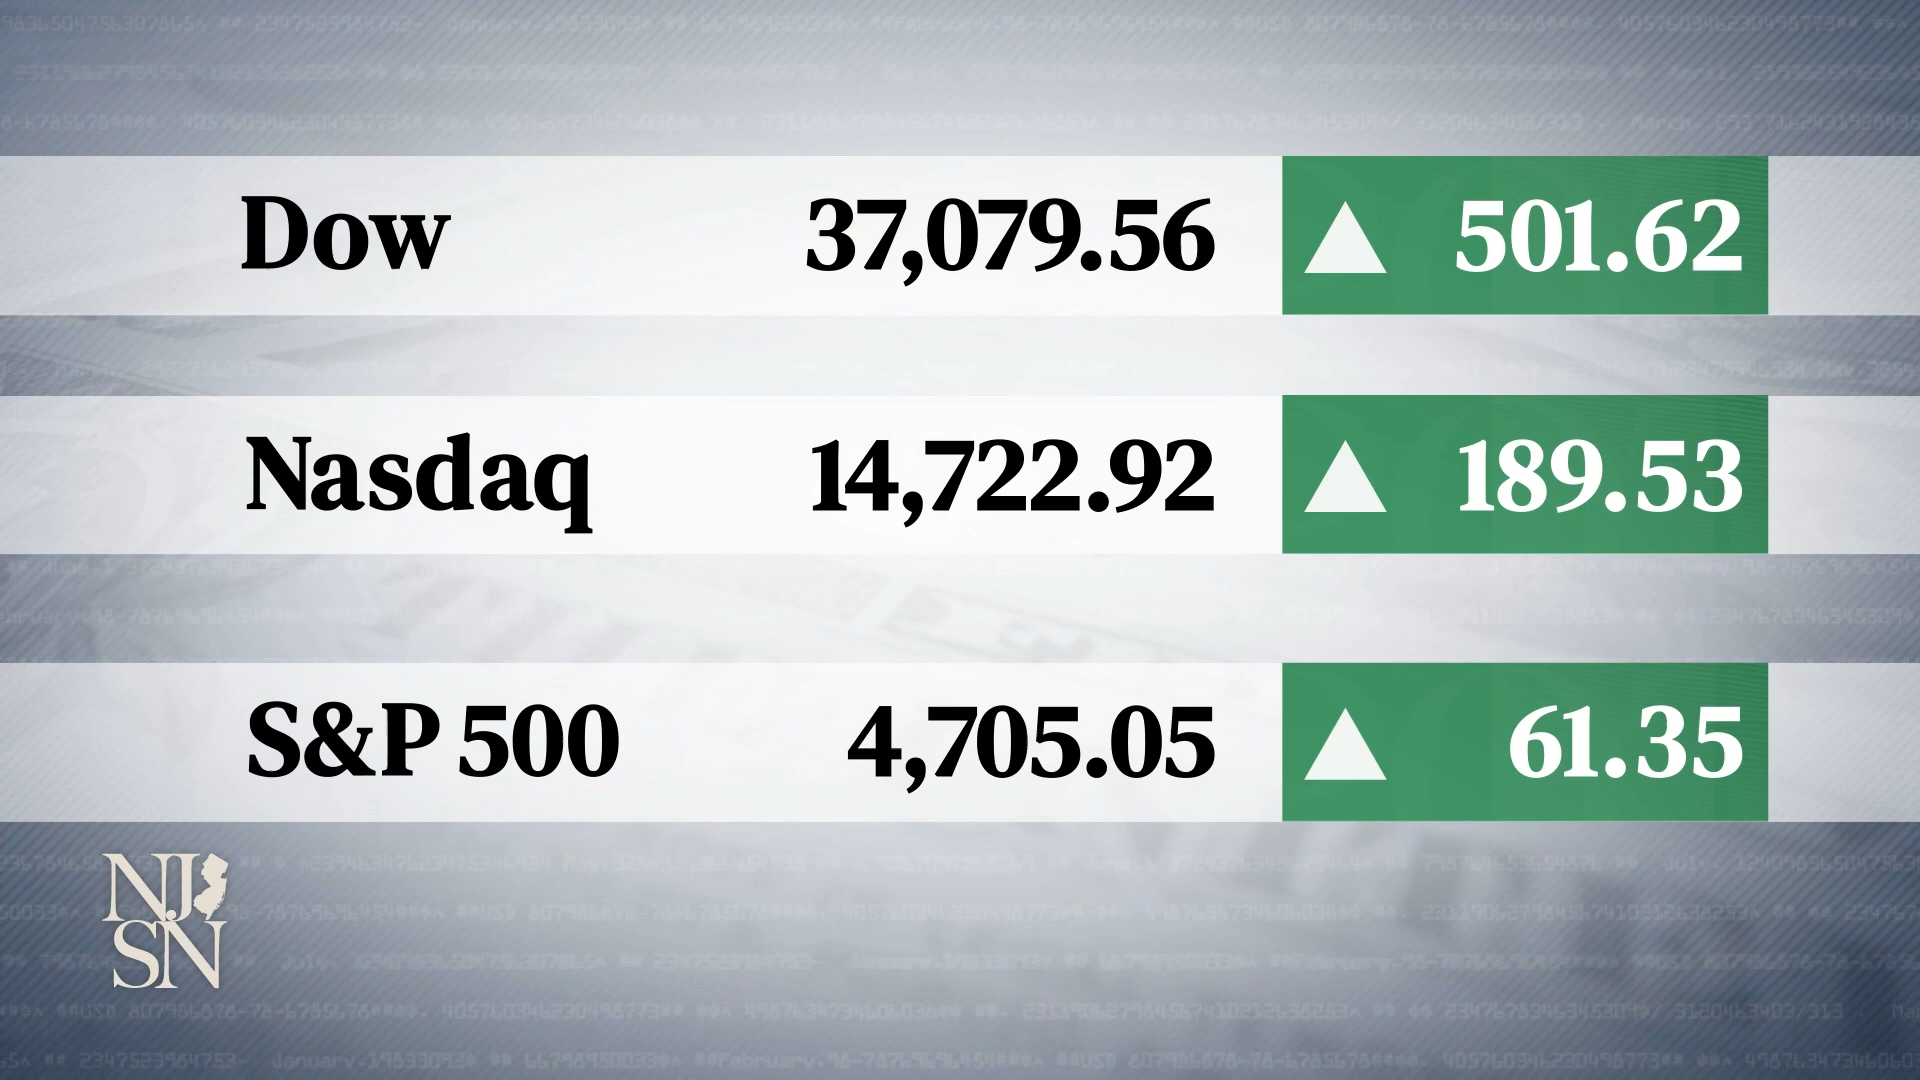 Dow 37,079.56 ▲ 501.62
Nasdaq 14,722.92 ▲ 189.53
S&P 500 4,705.05 ▲ 61.35
NJ
SN